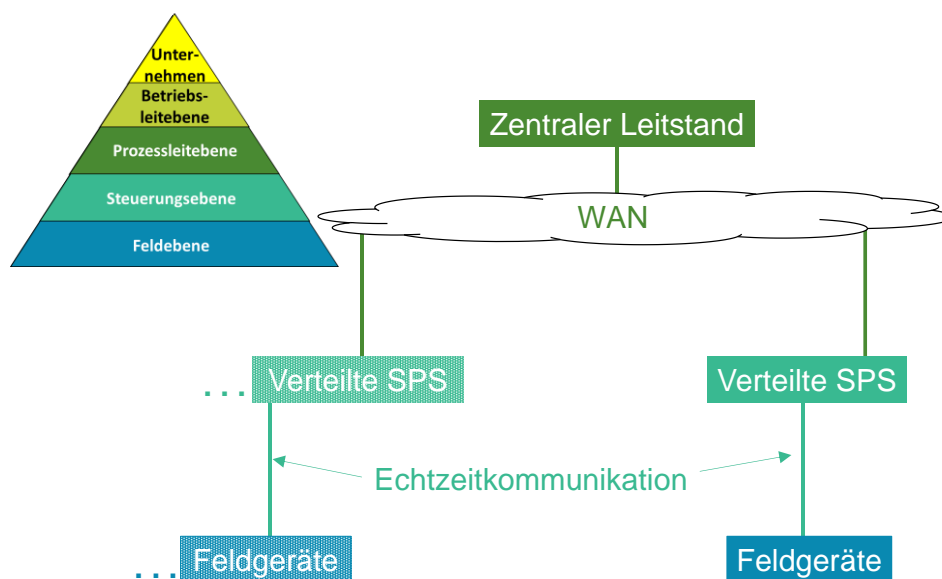 Unter-
nehmen
Betriebs-
leitebene
Prozessleitebene
Steuerungsebene
Feldebene
Zentraler Leitstand
WAN
... Verteilte SPS
Verteilte SPS
Echtzeitkommunikation
... Feldgeräte
Feldgeräte